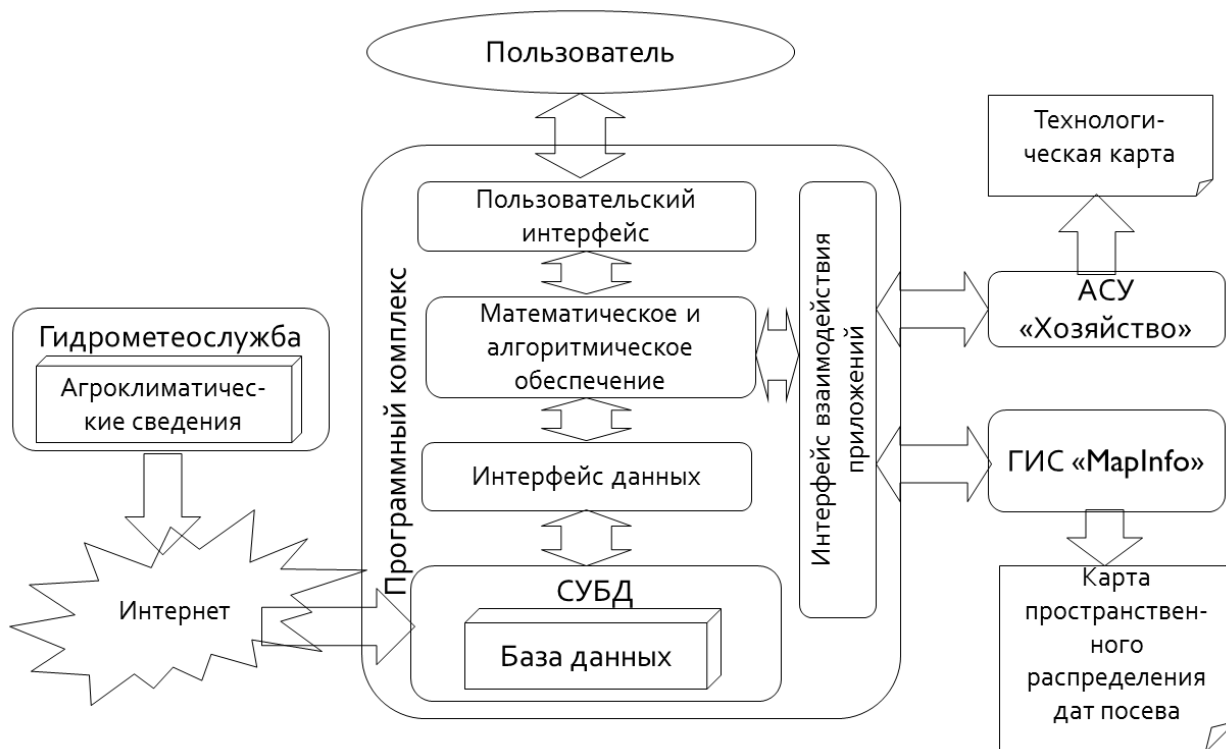 Пользователь
Технологи-
ческая карта
Пользовательский
интерфейс
Программный комплекс
Интерфейс взаимодействия
приложений
АСУ
«Хозяйство»
Математическое и
алгоритмическое
обеспечение
Гидрометеослужба
Агроклиматичес-
кие сведения
Интерфейс данных
ГИС «MapInfo»
Интернет
СУБД
База данных
Карта
пространствен-
ного
распределения
дат посева